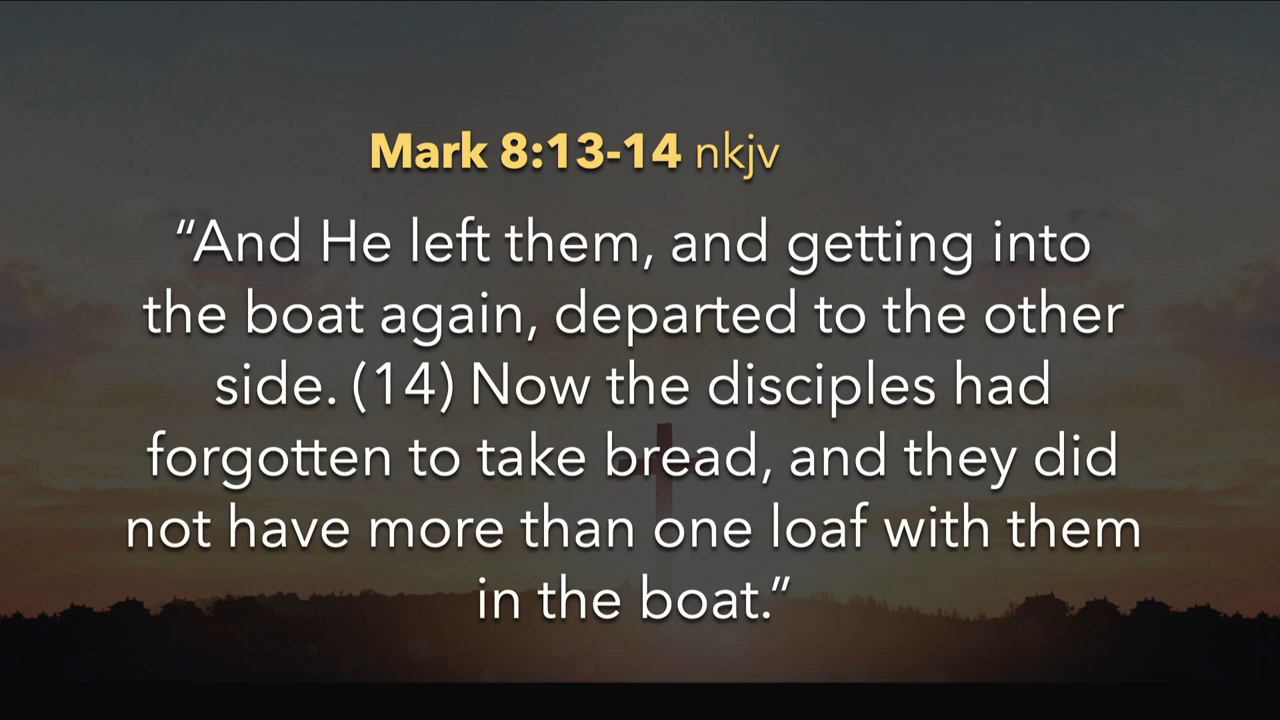 Mark 8:13-14 nkjv
“And He left them, and getting into
the boat again, departed to the other
side. (14) Now the disciples had
forgotten to take bread, and they did
not have more than one loaf with them
in the boat.”